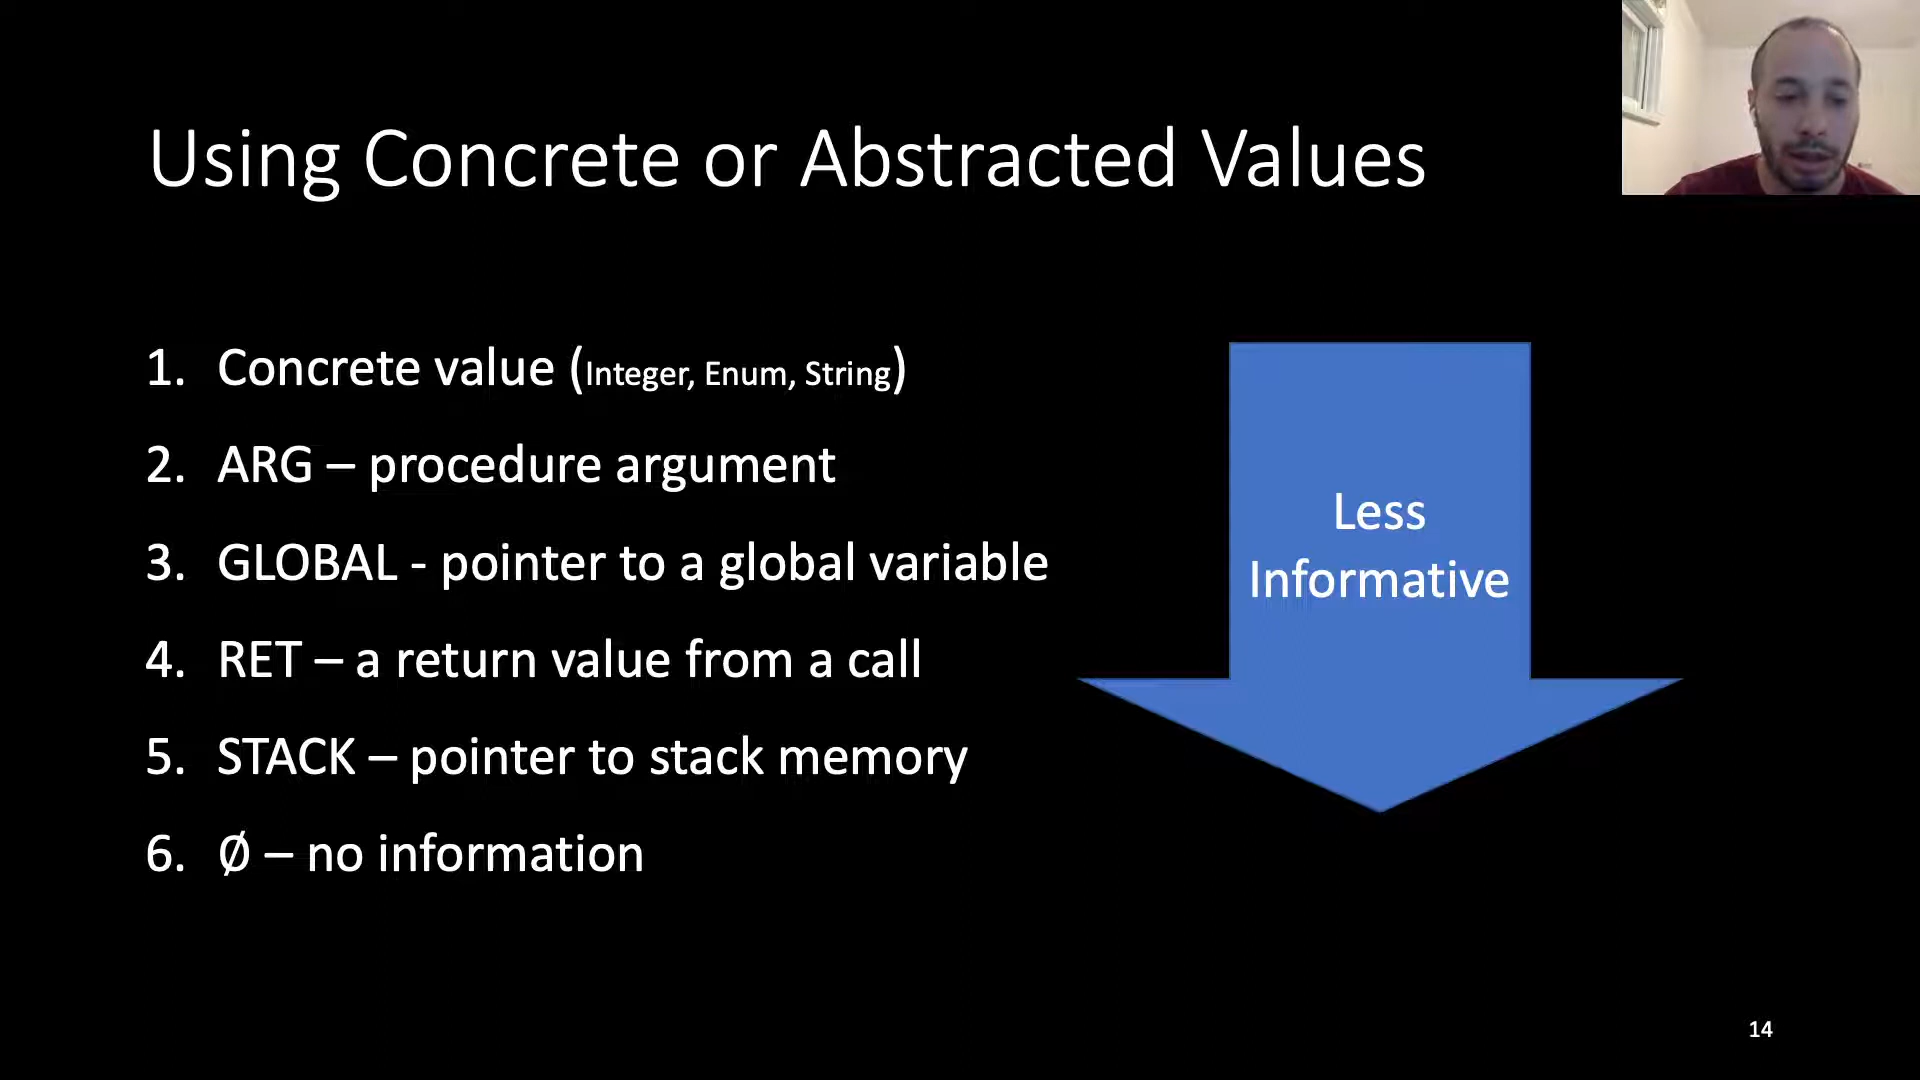 Using Concrete or Abstracted Values
1. Concrete value (Integer, Enum, String)
2. ARG – procedure argument
3. GLOBAL - pointer to a global variable
4. RET – a return value from a call
5. STACK – pointer to stack memory
6. Ø – no information
Less
Informative
14